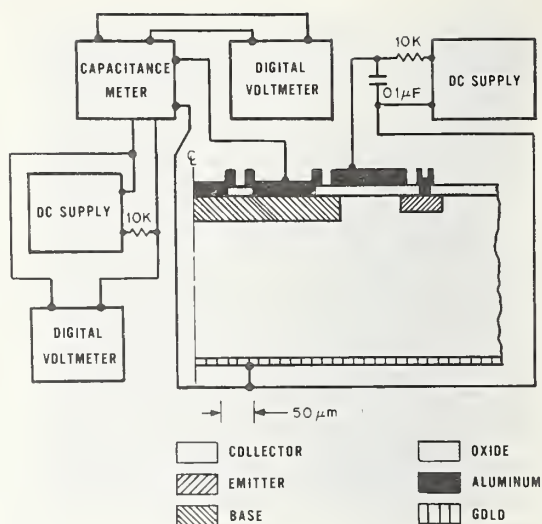 CAPACITANCE
METER
DIGITAL
VOLTMETER
10K
.01µF
DC SUPPLY
DC SUPPLY
10K
DIGITAL
VOLTMETER
℄
50 µm
COLLECTOR
OXIDE
EMITTER
ALUMINUM
BASE
GOLD